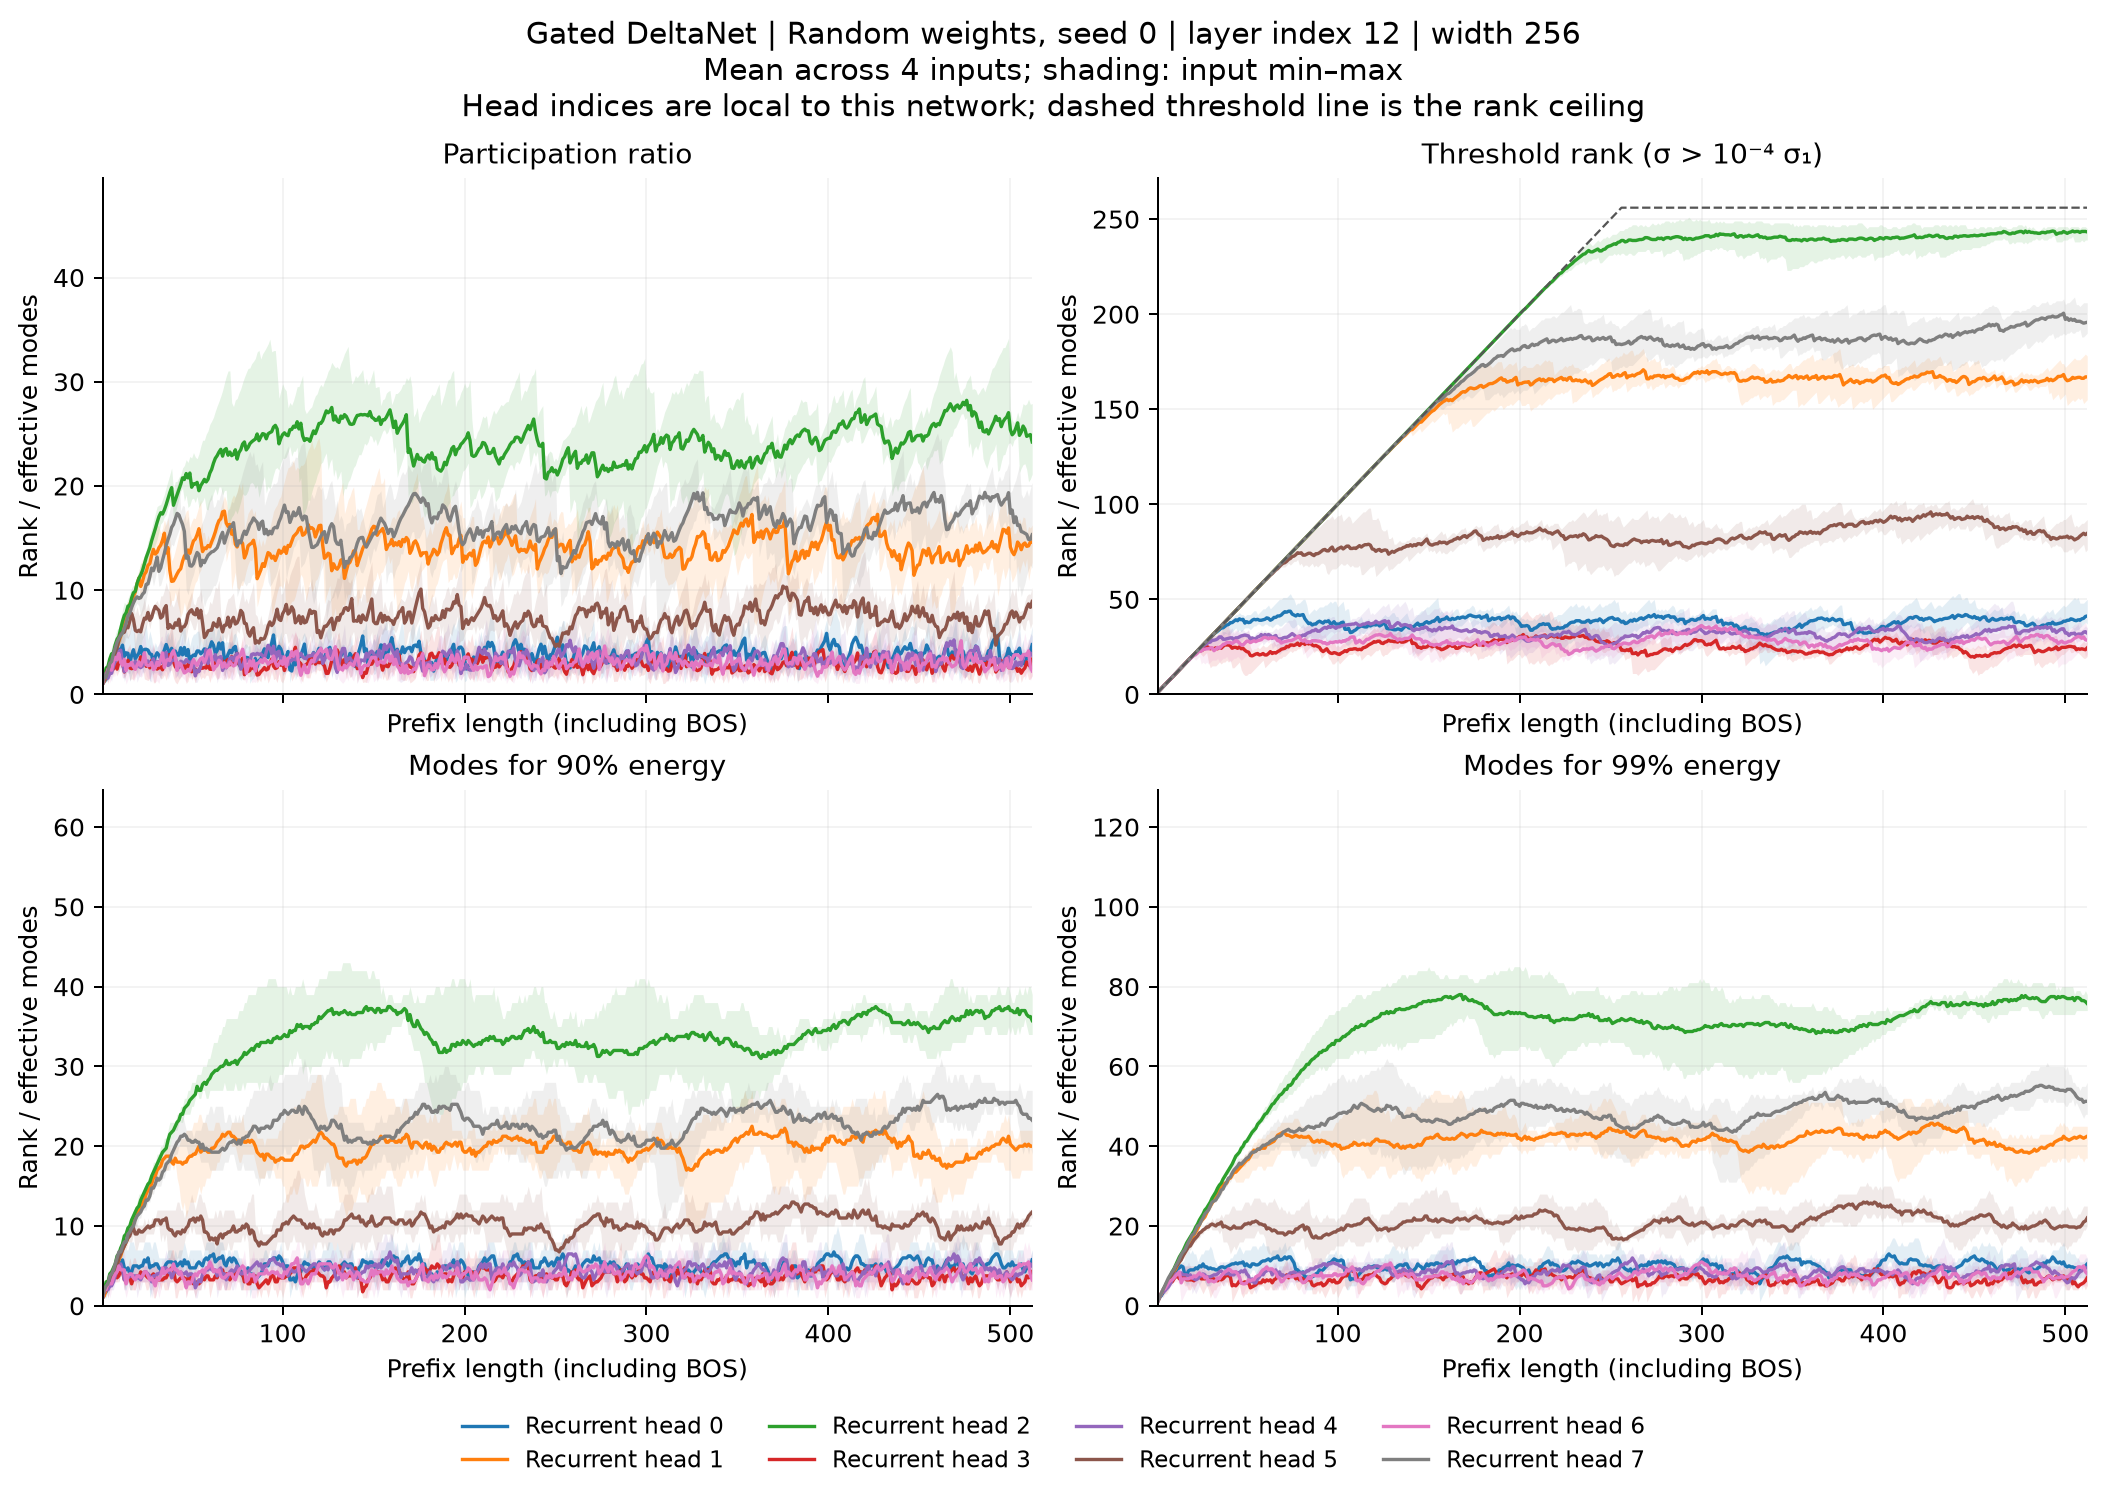 Gated DeltaNet | Random weights, seed 0 | layer index 12 | width 256
Mean across 4 inputs; shading: input min–max
Head indices are local to this network; dashed threshold line is the rank ceiling
Participation ratio
Rank / effective modes
40
30
20
10
0
Prefix length (including BOS)
Threshold rank (σ > 10⁻⁴ σ₁)
Rank / effective modes
250
200
150
100
50
0
Prefix length (including BOS)
Modes for 90% energy
Rank / effective modes
60
50
40
30
20
10
0
100 200 300 400 500
Prefix length (including BOS)
Modes for 99% energy
Rank / effective modes
120
100
80
60
40
20
0
100 200 300 400 500
Prefix length (including BOS)
Recurrent head 0
Recurrent head 1
Recurrent head 2
Recurrent head 3
Recurrent head 4
Recurrent head 5
Recurrent head 6
Recurrent head 7